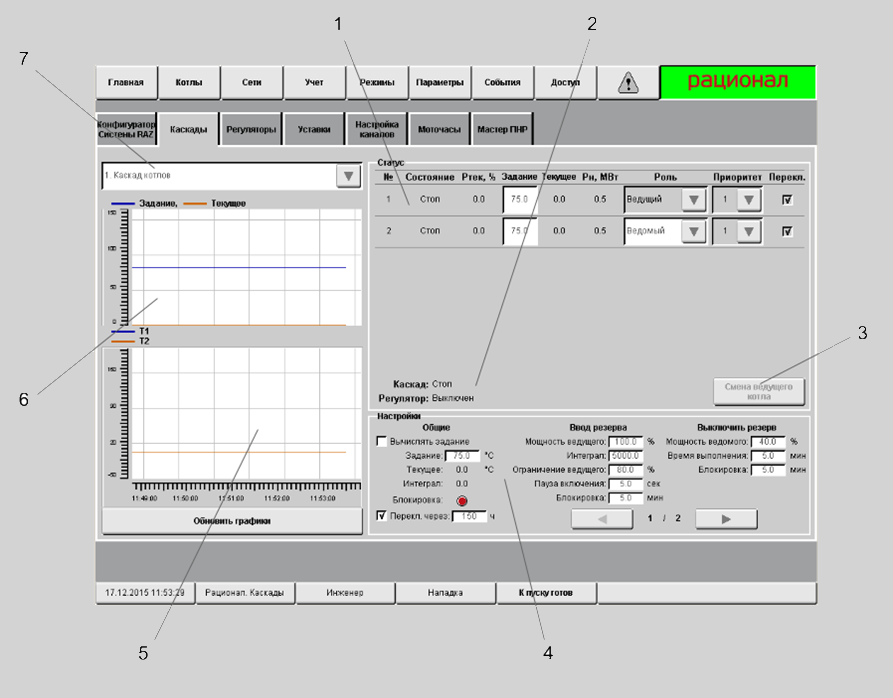 1
2
7
Главная Котлы Сети Учет Режимы Параметры События Доступ рационал
Конфигуратор Системы RAZ Каскады Регуляторы Уставки Настройка каналов Моточасы Мастер ПНР
1. Каскад котлов
Статус
№ Состояние Pтек, % Задание Текущее Рн, МВт Роль Приоритет Перекл.
1 Стоп 0.0 75.0 0.0 0.5 Ведущий 1
2 Стоп 0.0 75.0 0.0 0.5 Ведомый 1
Задание, Текущее
150
100
50
0
T1
T2
150
90
30
-50
11:49:00 11:50:00 11:51:00 11:52:00 11:53:00
Обновить графики
6
3
Каскад: Стоп
Регулятор: Выключен
Смена ведущего котла
Настройки
Общие
Вычислять задание
Задание: 75.0 °C
Текущее: 0.0 °C
Интеграл: 0.0
Блокировка:
Перекл. через: 150 ч
Ввод резерва
Мощность ведущего: 100.0 %
Интеграл: 5000.0
Ограничение ведущего: 80.0 %
Пауза включения: 5.0 сек
Блокировка: 5.0 мин
Выключить резерв
Мощность ведомого: 40.0 %
Время выполнения: 5.0 мин
Блокировка: 5.0 мин
1 / 2
17.12.2015 11:53:29 Рационал. Каскады Инженер Наладка К пуску готов
5
4